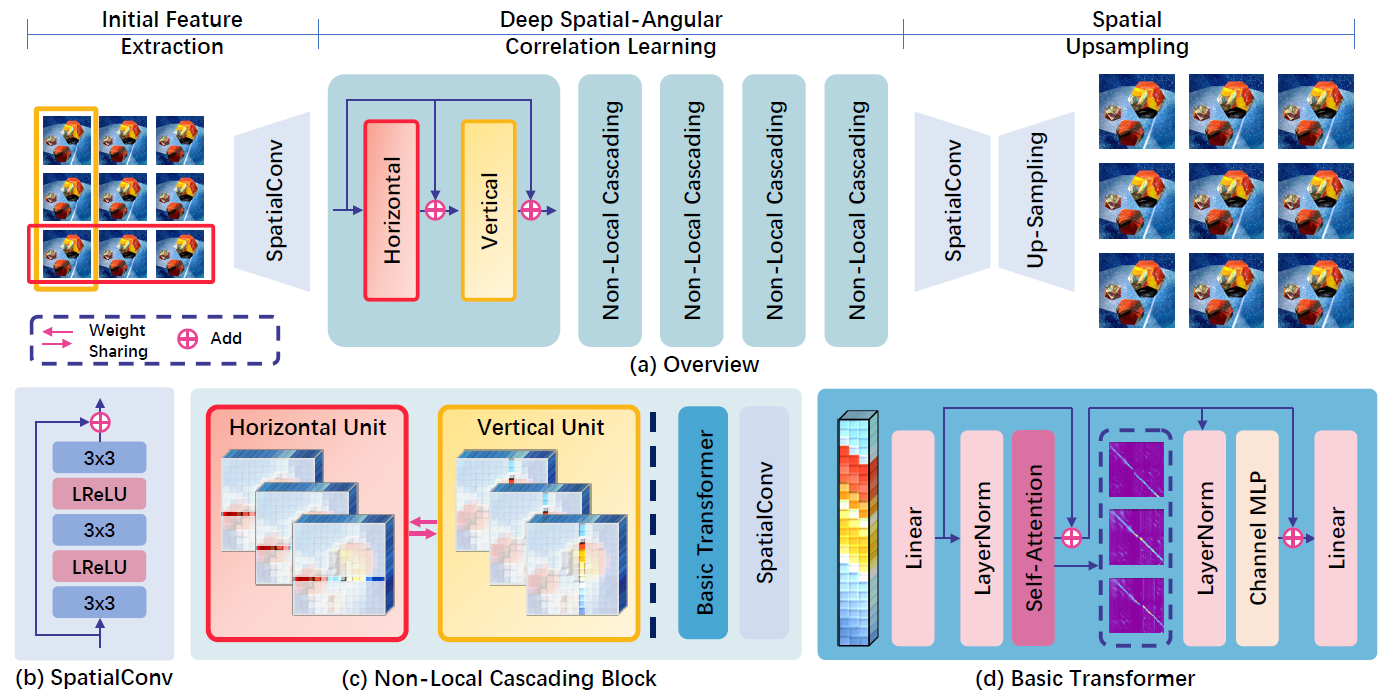 Initial Feature
Extraction
Deep Spatial-Angular
Correlation Learning
Spatial
Upsampling
SpatialConv
Horizontal
Vertical
Non-Local Cascading
Non-Local Cascading
Non-Local Cascading
Non-Local Cascading
SpatialConv
Up-Sampling
Weight
Sharing
Add
(a) Overview
3x3
LReLU
3x3
LReLU
3x3
(b) SpatialConv
Horizontal Unit
Vertical Unit
Basic Transformer
SpatialConv
(c) Non-Local Cascading Block
Linear
LayerNorm
Self-Attention
LayerNorm
Channel MLP
Linear
(d) Basic Transformer